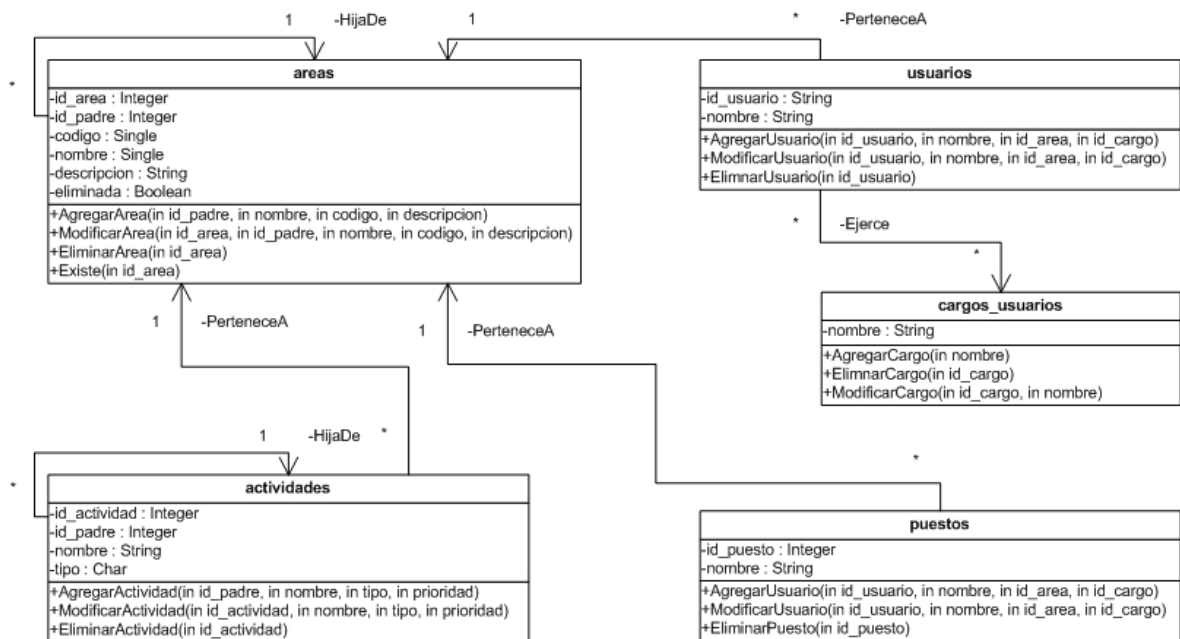 1 -HijaDe
*
areas
-id_area : Integer
-id_padre : Integer
-codigo : Single
-nombre : Single
-descripcion : String
-eliminada : Boolean
+AgregarArea(in id_padre, in nombre, in codigo, in descripcion)
+ModificarArea(in id_area, in id_padre, in nombre, in codigo, in descripcion)
+EliminarArea(in id_area)
+Existe(in id_area)
1 * -PerteneceA
usuarios
-id_usuario : String
-nombre : String
+AgregarUsuario(in id_usuario, in nombre, in id_area, in id_cargo)
+ModificarUsuario(in id_usuario, in nombre, in id_area, in id_cargo)
+ElimnarUsuario(in id_usuario)
* -Ejerce
*
cargos_usuarios
-nombre : String
+AgregarCargo(in nombre)
+ElimnarCargo(in id_cargo)
+ModificarCargo(in id_cargo, in nombre)
1 -PerteneceA
1 -PerteneceA
1 -HijaDe *
*
actividades
-id_actividad : Integer
-id_padre : Integer
-nombre : String
-tipo : Char
+AgregarActividad(in id_padre, in nombre, in tipo, in prioridad)
+ModificarActividad(in id_actividad, in nombre, in tipo, in prioridad)
+EliminarActividad(in id_actividad)
*
puestos
-id_puesto : Integer
-nombre : String
+AgregarUsuario(in id_usuario, in nombre, in id_area, in id_cargo)
+ModificarUsuario(in id_usuario, in nombre, in id_area, in id_cargo)
+EliminarPuesto(in id_puesto)